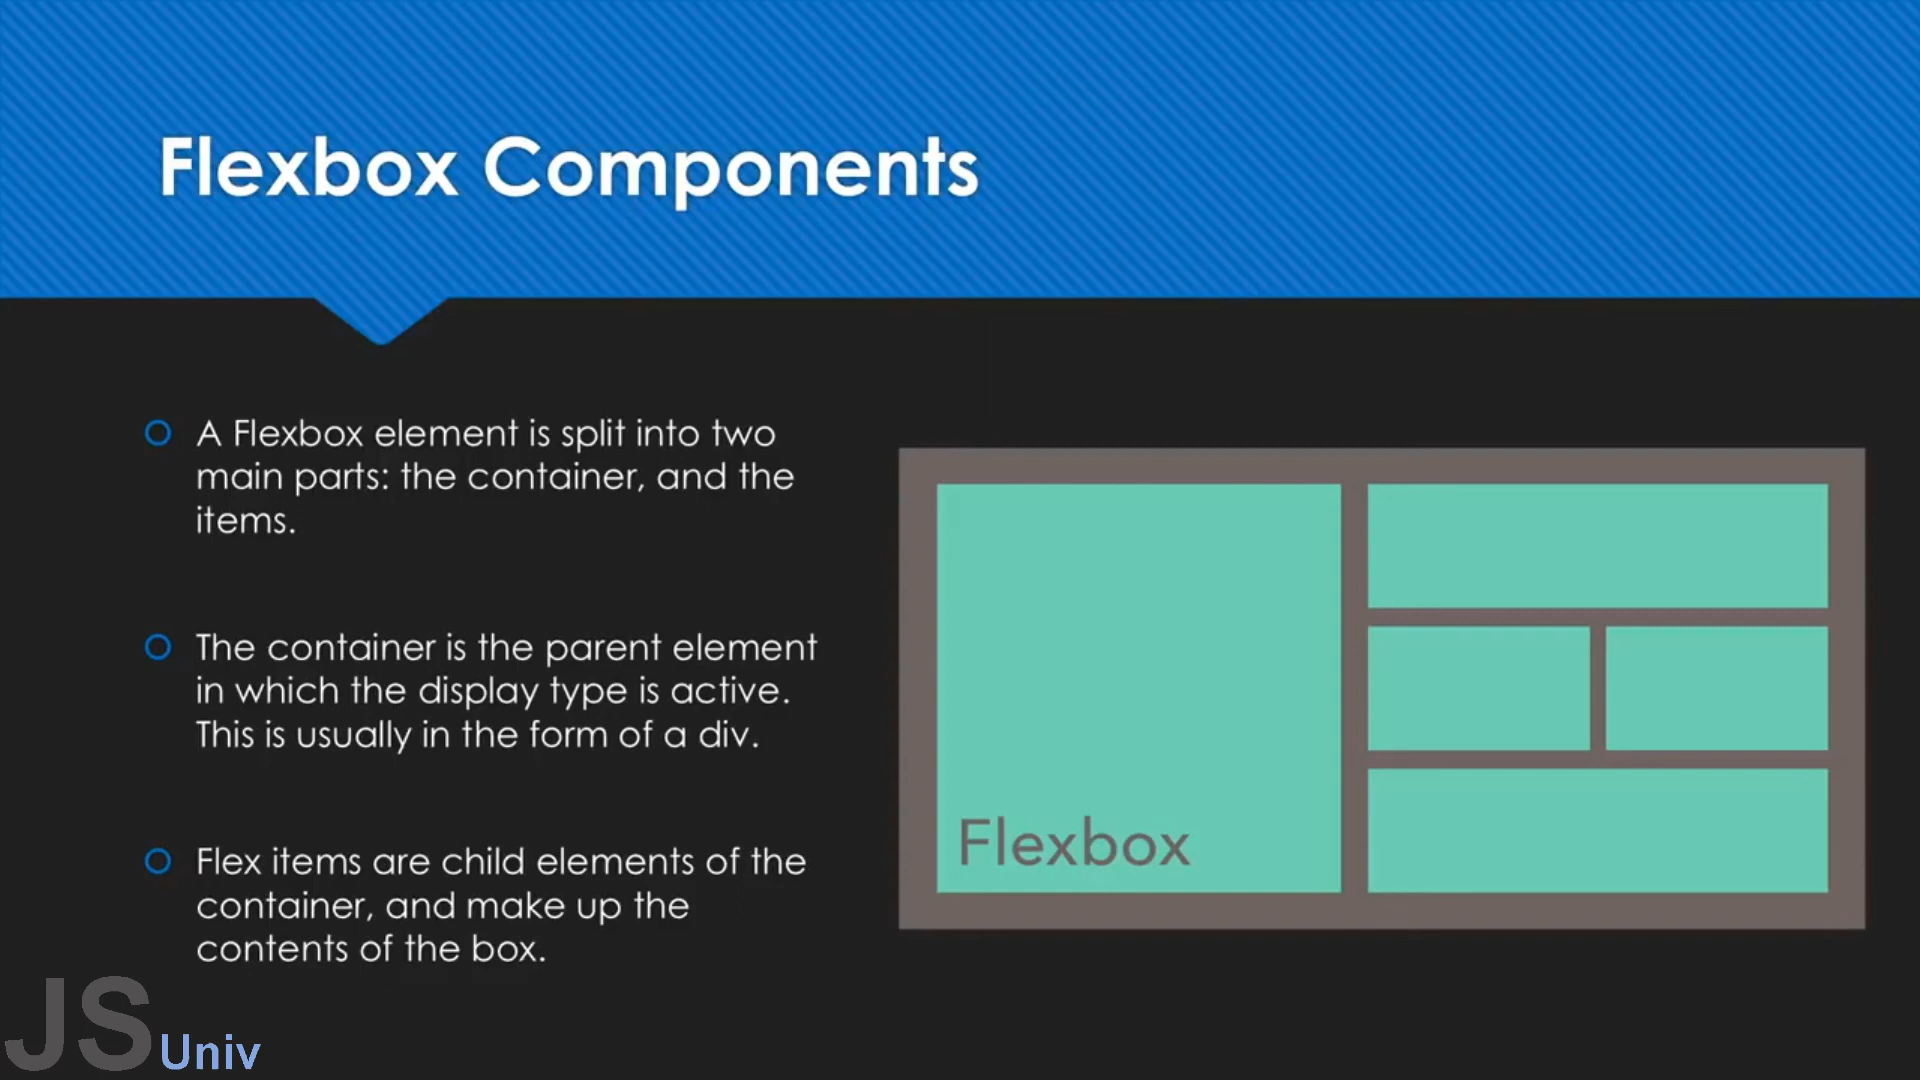 Flexbox Components
A Flexbox element is split into two
main parts: the container, and the
items.
The container is the parent element
in which the display type is active.
This is usually in the form of a div.
Flex items are child elements of the
container, and make up the
contents of the box.
Flexbox
JS Univ